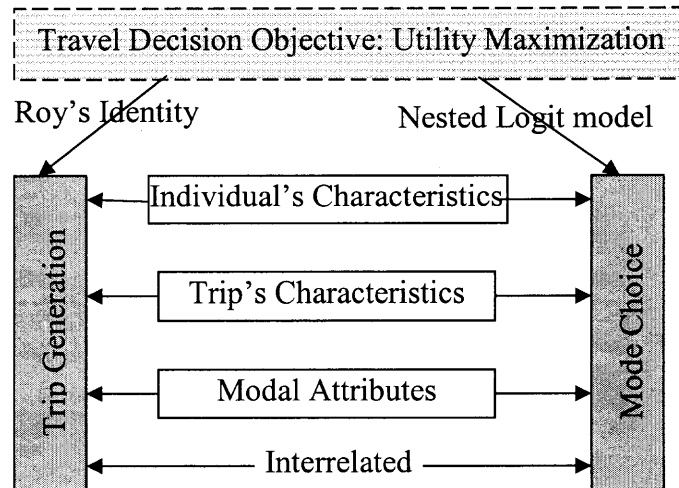 Travel Decision Objective: Utility Maximization
Roy's Identity
Nested Logit model
Individual's Characteristics
Trip's Characteristics
Modal Attributes
Interrelated
Trip Generation
Mode Choice